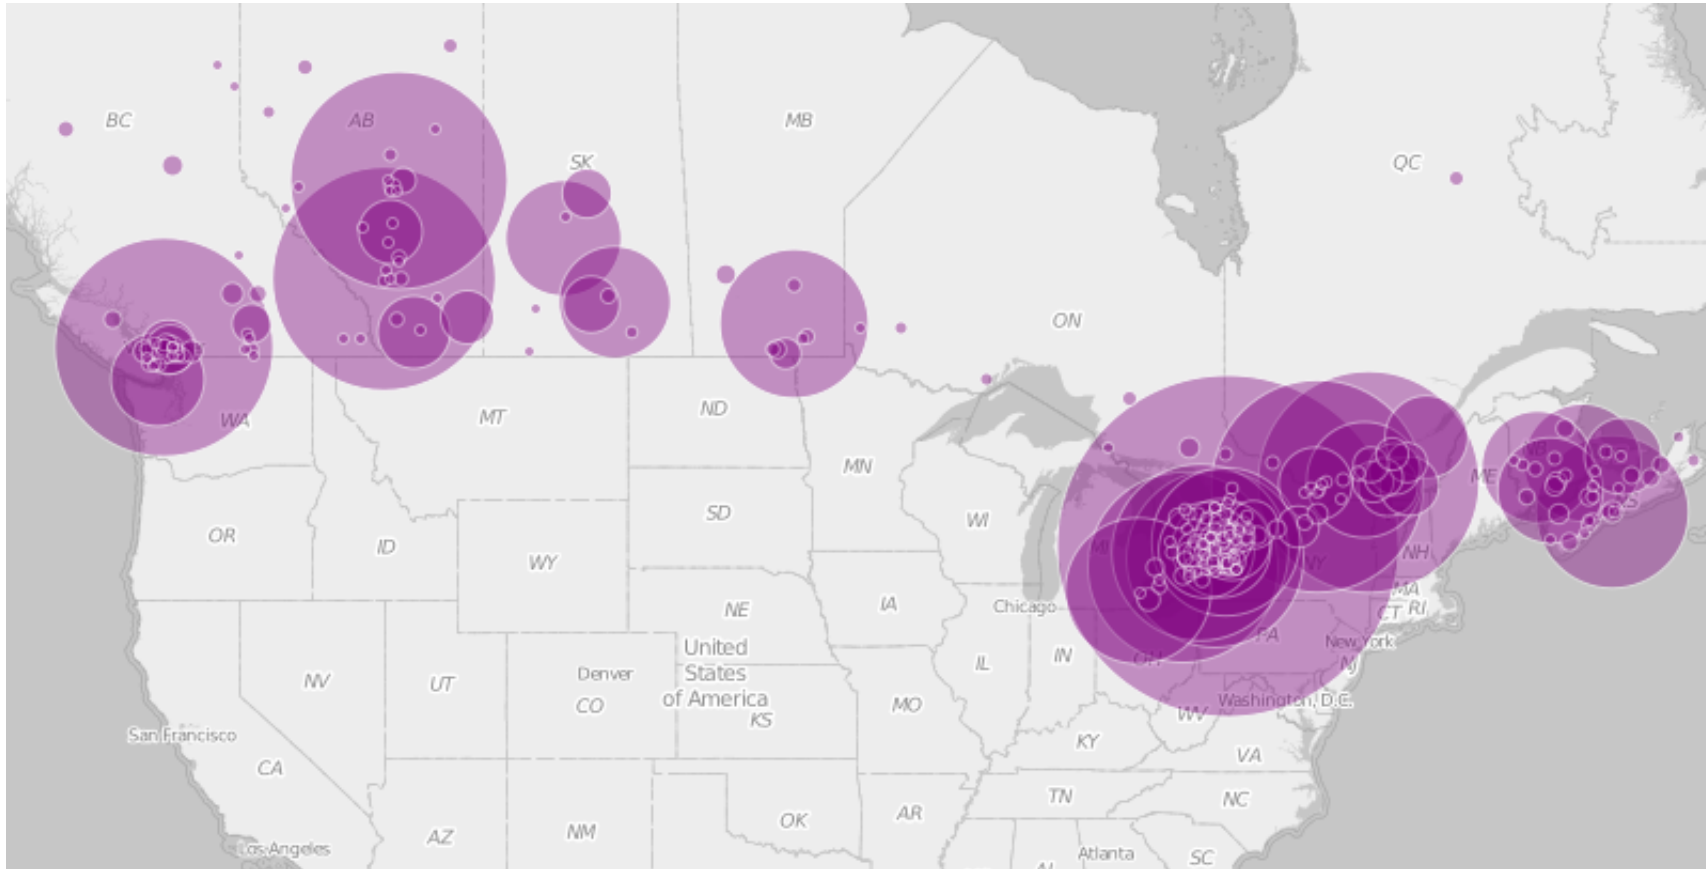 BC
AB
SK
MB
QC
ON
WA
MT
ND
MN
ME
OR
ID
SD
WI
MI
NY
NH
WY
MA
CT RI
NE
IA
Chicago
PA
New York
NV
UT
Denver
CO
United
States
of America
KS
IL
IN
OH
NJ
Washington, D.C.
WV
San Francisco
MO
KY
VA
CA
TN
NC
AZ
NM
OK
AR
Los Angeles
Atlanta
SC